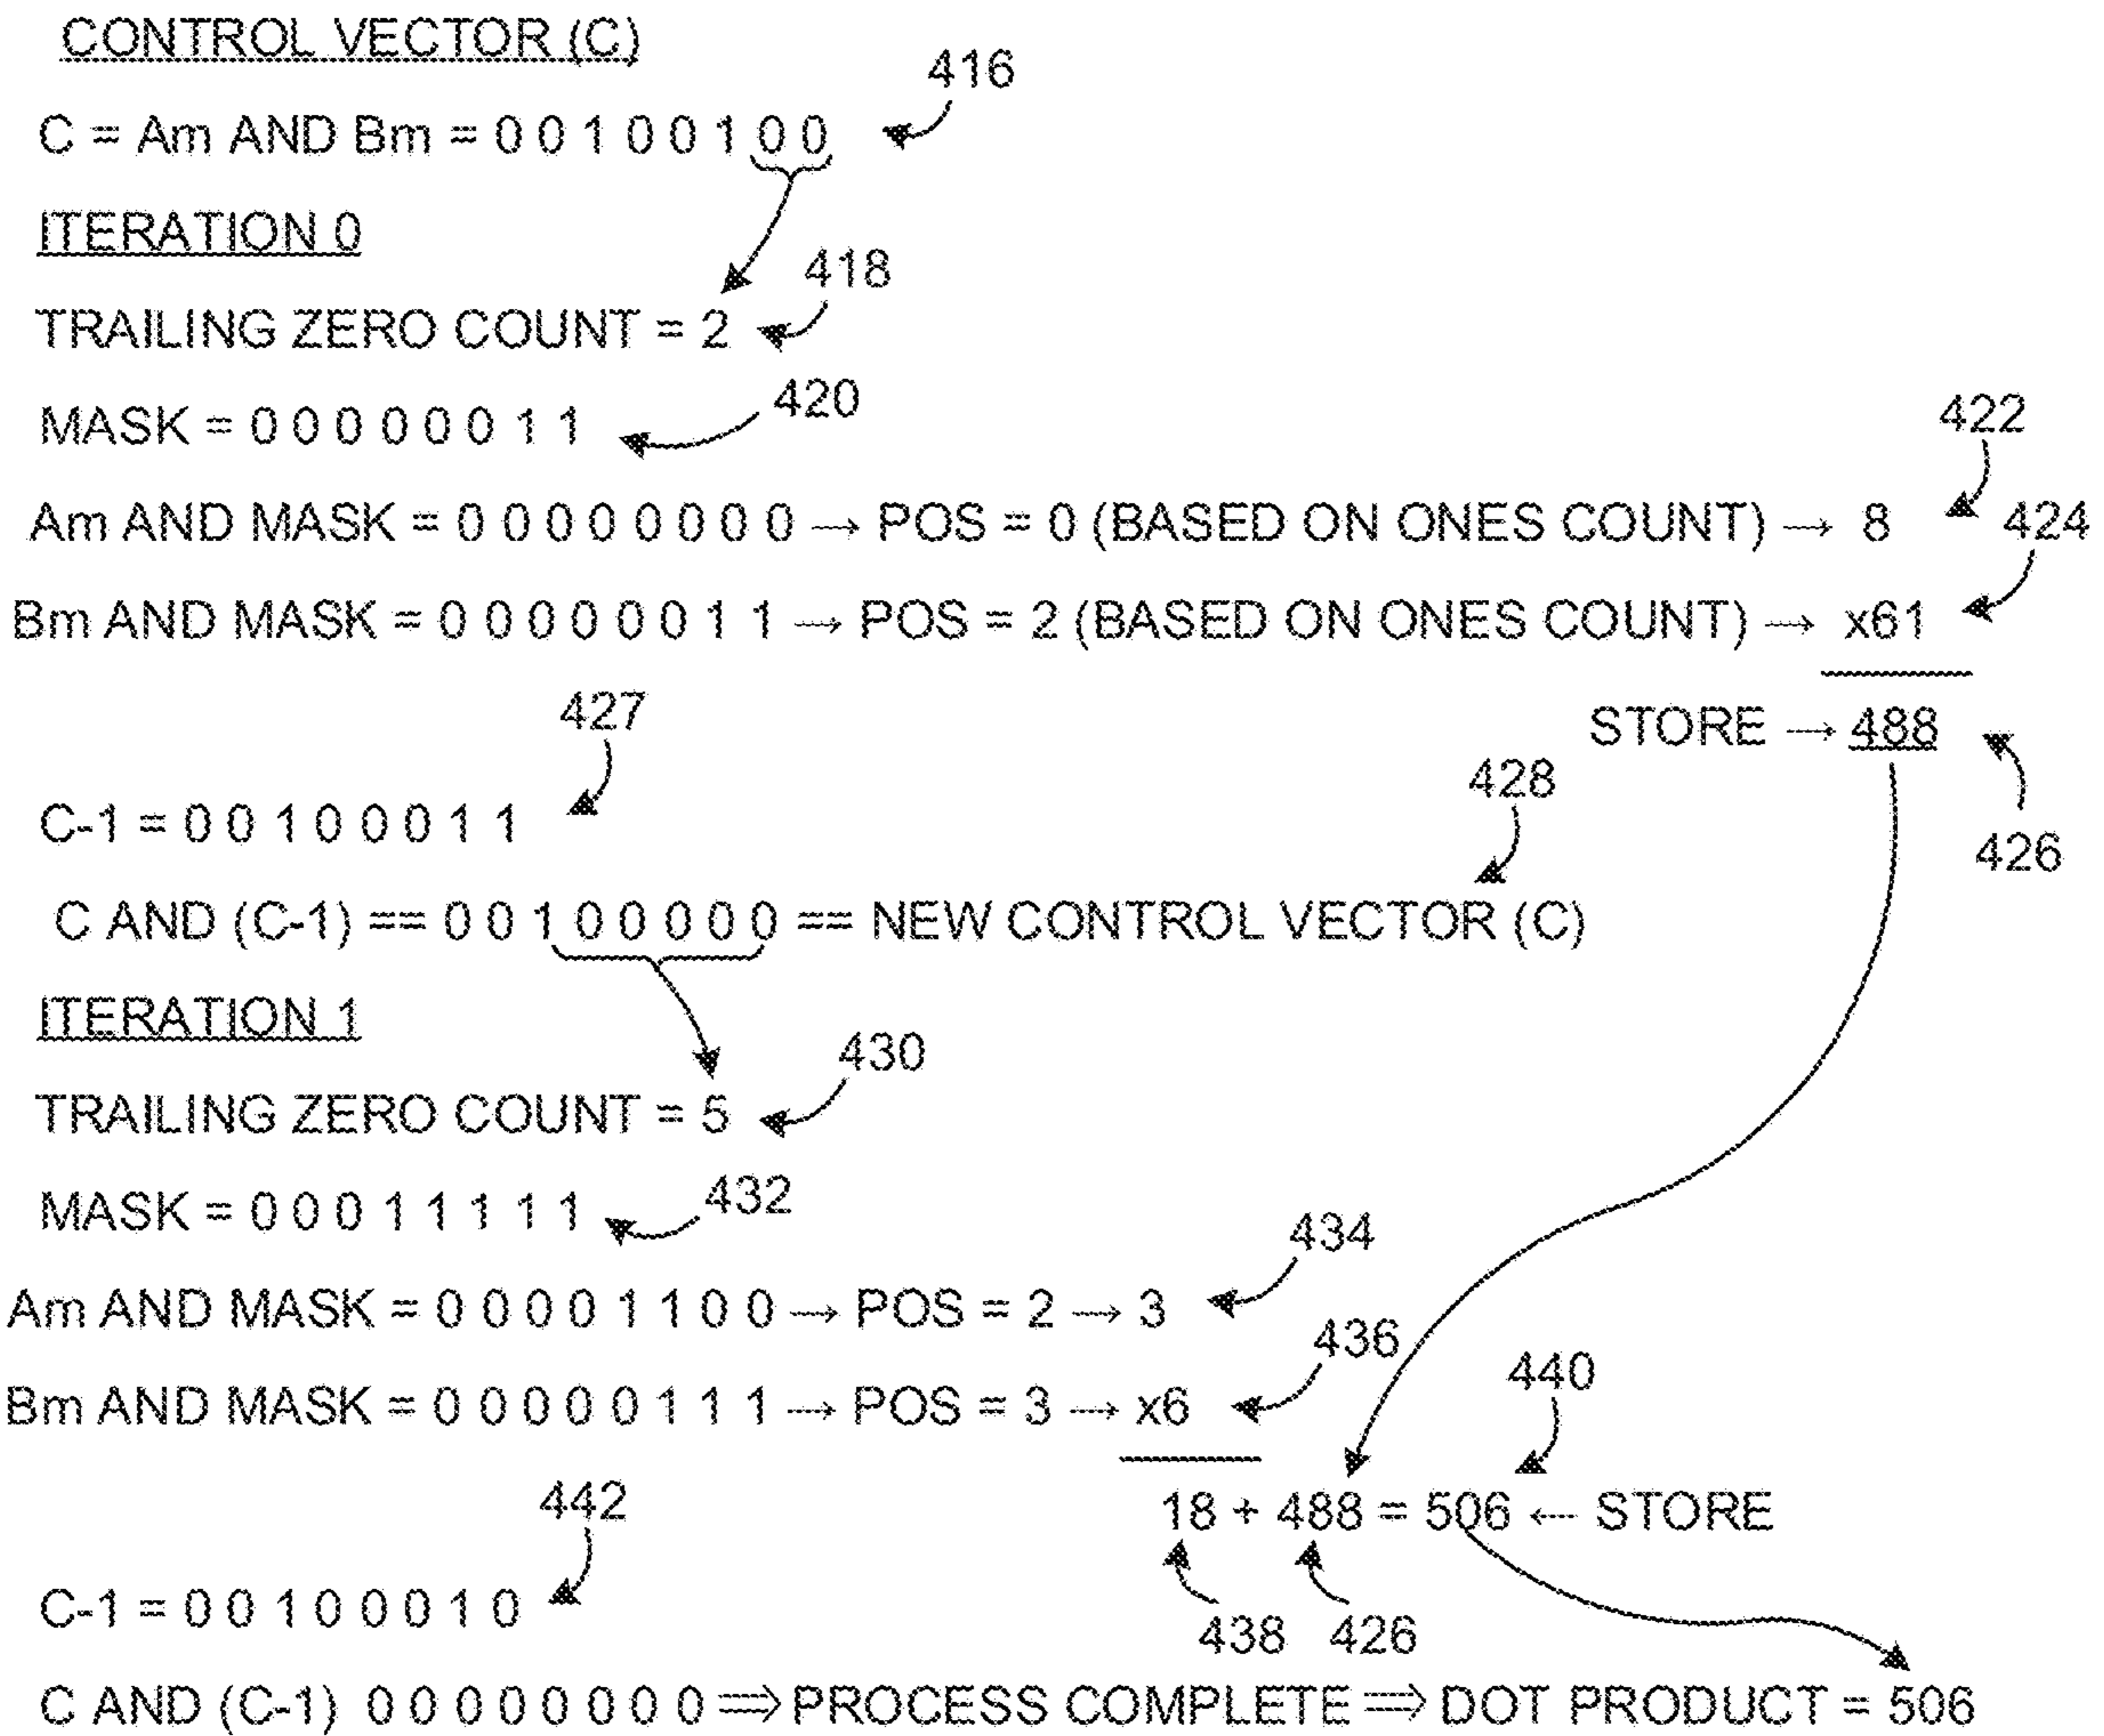 CONTROL VECTOR (C)
416
C = Am AND Bm = 0 0 1 0 0 1 0 0
ITERATION 0
418
TRAILING ZERO COUNT = 2
420
MASK = 0 0 0 0 0 0 1 1
422
Am AND MASK = 0 0 0 0 0 0 0 0 → POS = 0 (BASED ON ONES COUNT) → 8
424
Bm AND MASK = 0 0 0 0 0 0 1 1 → POS = 2 (BASED ON ONES COUNT) → x61
427
STORE → 488
428
426
C-1 = 0 0 1 0 0 0 1 1
C AND (C-1) == 0 0 1 0 0 0 0 0 == NEW CONTROL VECTOR (C)
ITERATION 1
430
TRAILING ZERO COUNT = 5
432
MASK = 0 0 0 1 1 1 1 1
434
Am AND MASK = 0 0 0 0 1 1 0 0 → POS = 2 → 3
436
440
Bm AND MASK = 0 0 0 0 0 1 1 1 → POS = 3 → x6
442
18 + 488 = 506 ← STORE
C-1 = 0 0 1 0 0 0 1 0
438 426
C AND (C-1) 0 0 0 0 0 0 0 0 ⟹ PROCESS COMPLETE ⟹ DOT PRODUCT = 506